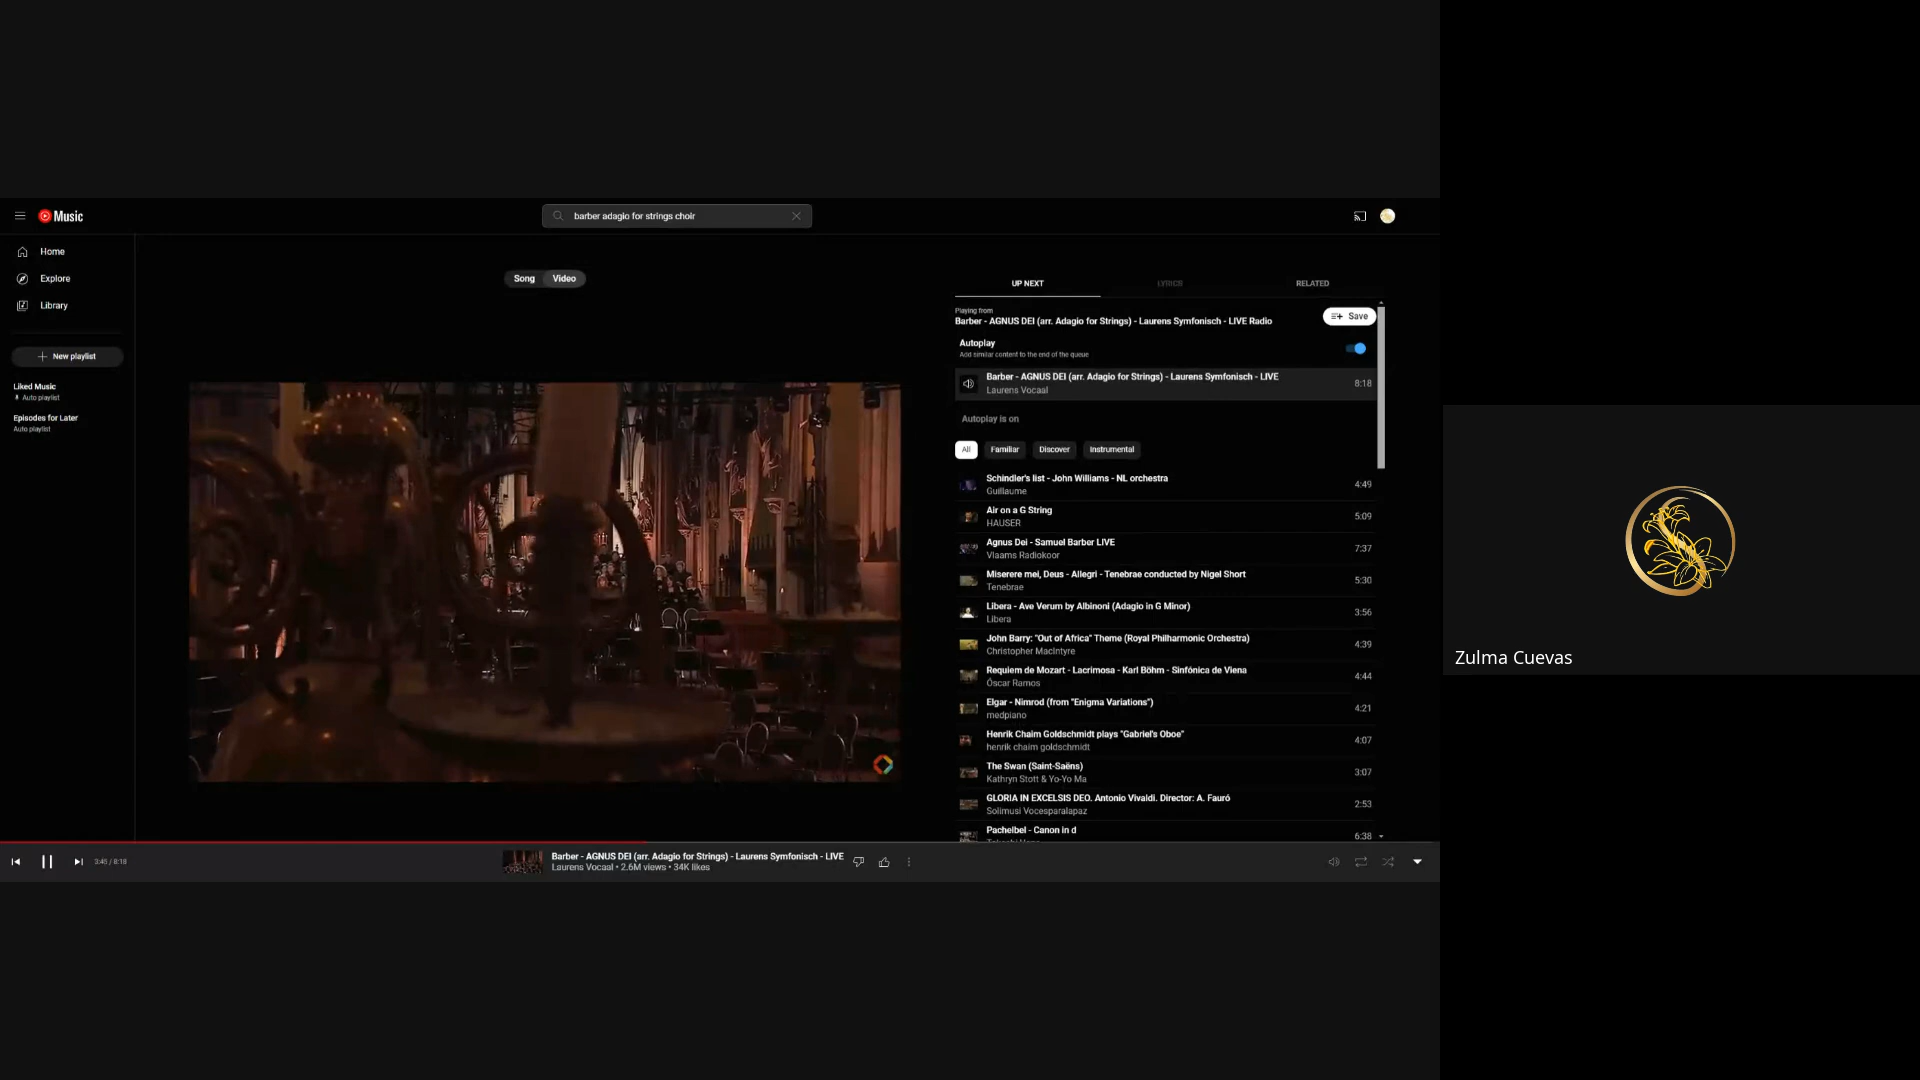 Music
barber adagio for strings choir
Home
Explore
Library
New playlist
Liked Music
Auto playlist
Episodes for Later
Auto playlist
Song Video
UP NEXT LYRICS RELATED
Playing from
Barber - AGNUS DEI (arr. Adagio for Strings) - Laurens Symfonisch - LIVE Radio
Save
Autoplay
Add similar content to the end of the queue
Barber - AGNUS DEI (arr. Adagio for Strings) - Laurens Symfonisch - LIVE
Laurens Vocaal
8:18
Autoplay is on
All Familiar Discover Instrumental
Schindler's list - John Williams - NL orchestra
Guillaume
4:49
Air on a G String
HAUSER
5:09
Agnus Dei - Samuel Barber LIVE
Vlaams Radiokoor
7:37
Miserere mei, Deus - Allegri - Tenebrae conducted by Nigel Short
Tenebrae
5:30
Libera - Ave Verum by Albinoni (Adagio in G Minor)
Libera
3:56
John Barry: "Out of Africa" Theme (Royal Philharmonic Orchestra)
Christopher MacIntyre
4:39
Requiem de Mozart - Lacrimosa - Karl Böhm - Sinfónica de Viena
Óscar Ramos
4:44
Elgar - Nimrod (from "Enigma Variations")
medpiano
4:21
Henrik Chaim Goldschmidt plays "Gabriel's Oboe"
henrik chaim goldschmidt
4:07
The Swan (Saint-Saëns)
Kathryn Stott & Yo-Yo Ma
3:07
GLORIA IN EXCELSIS DEO. Antonio Vivaldi. Director: A. Fauró
Solimusi Vocesparalapaz
2:53
Pachelbel - Canon in d
6:38
3:45 / 8:18
Barber - AGNUS DEI (arr. Adagio for Strings) - Laurens Symfonisch - LIVE
Laurens Vocaal • 2.6M views • 34K likes
Zulma Cuevas